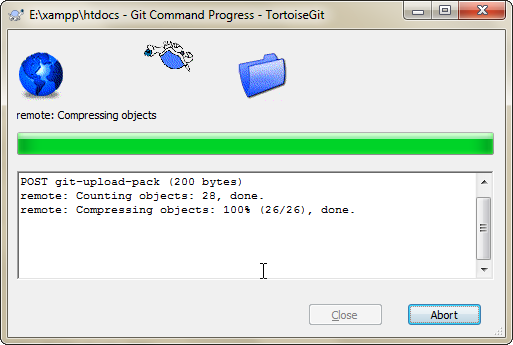 E:\xampp\htdocs - Git Command Progress - TortoiseGit
remote: Compressing objects
POST git-upload-pack (200 bytes)
remote: Counting objects: 28, done.
remote: Compressing objects: 100% (26/26), done.
Close
Abort